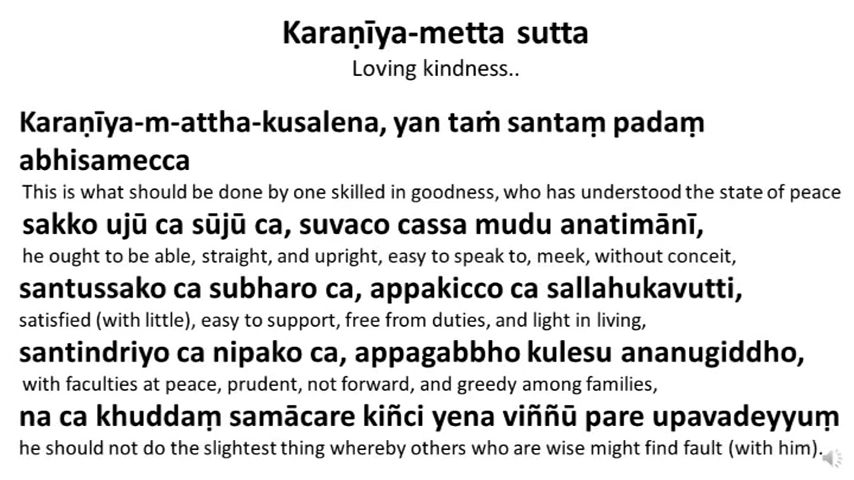 Karaṇīya-metta sutta
Loving kindness..
Karaṇīya-m-attha-kusalena, yan taṁ santaṃ padaṃ
abhisamecca
This is what should be done by one skilled in goodness, who has understood the state of peace
sakko ujū ca sūjū ca, suvaco cassa mudu anatimānī,
he ought to be able, straight, and upright, easy to speak to, meek, without conceit,
santussako ca subharo ca, appakicco ca sallahukavutti,
satisfied (with little), easy to support, free from duties, and light in living,
santindriyo ca nipako ca, appagabbho kulesu ananugiddho,
with faculties at peace, prudent, not forward, and greedy among families,
na ca khuddaṃ samācare kiñci yena viññū pare upavadeyyuṃ
he should not do the slightest thing whereby others who are wise might find fault (with him).